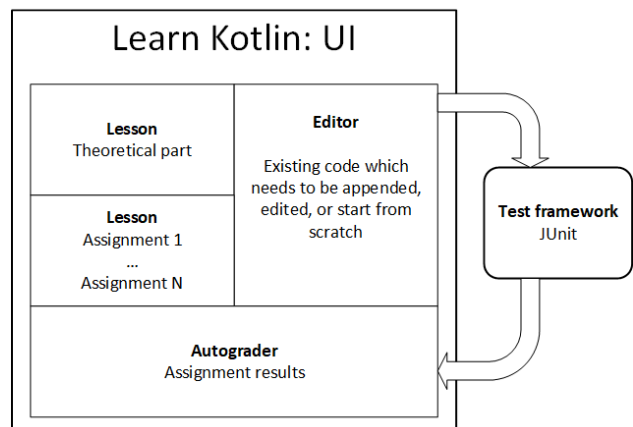 Learn Kotlin: UI
Lesson
Theoretical part
Lesson
Assignment 1
...
Assignment N
Editor
Existing code which
needs to be appended,
edited, or start from
scratch
Autograder
Assignment results
Test framework
JUnit